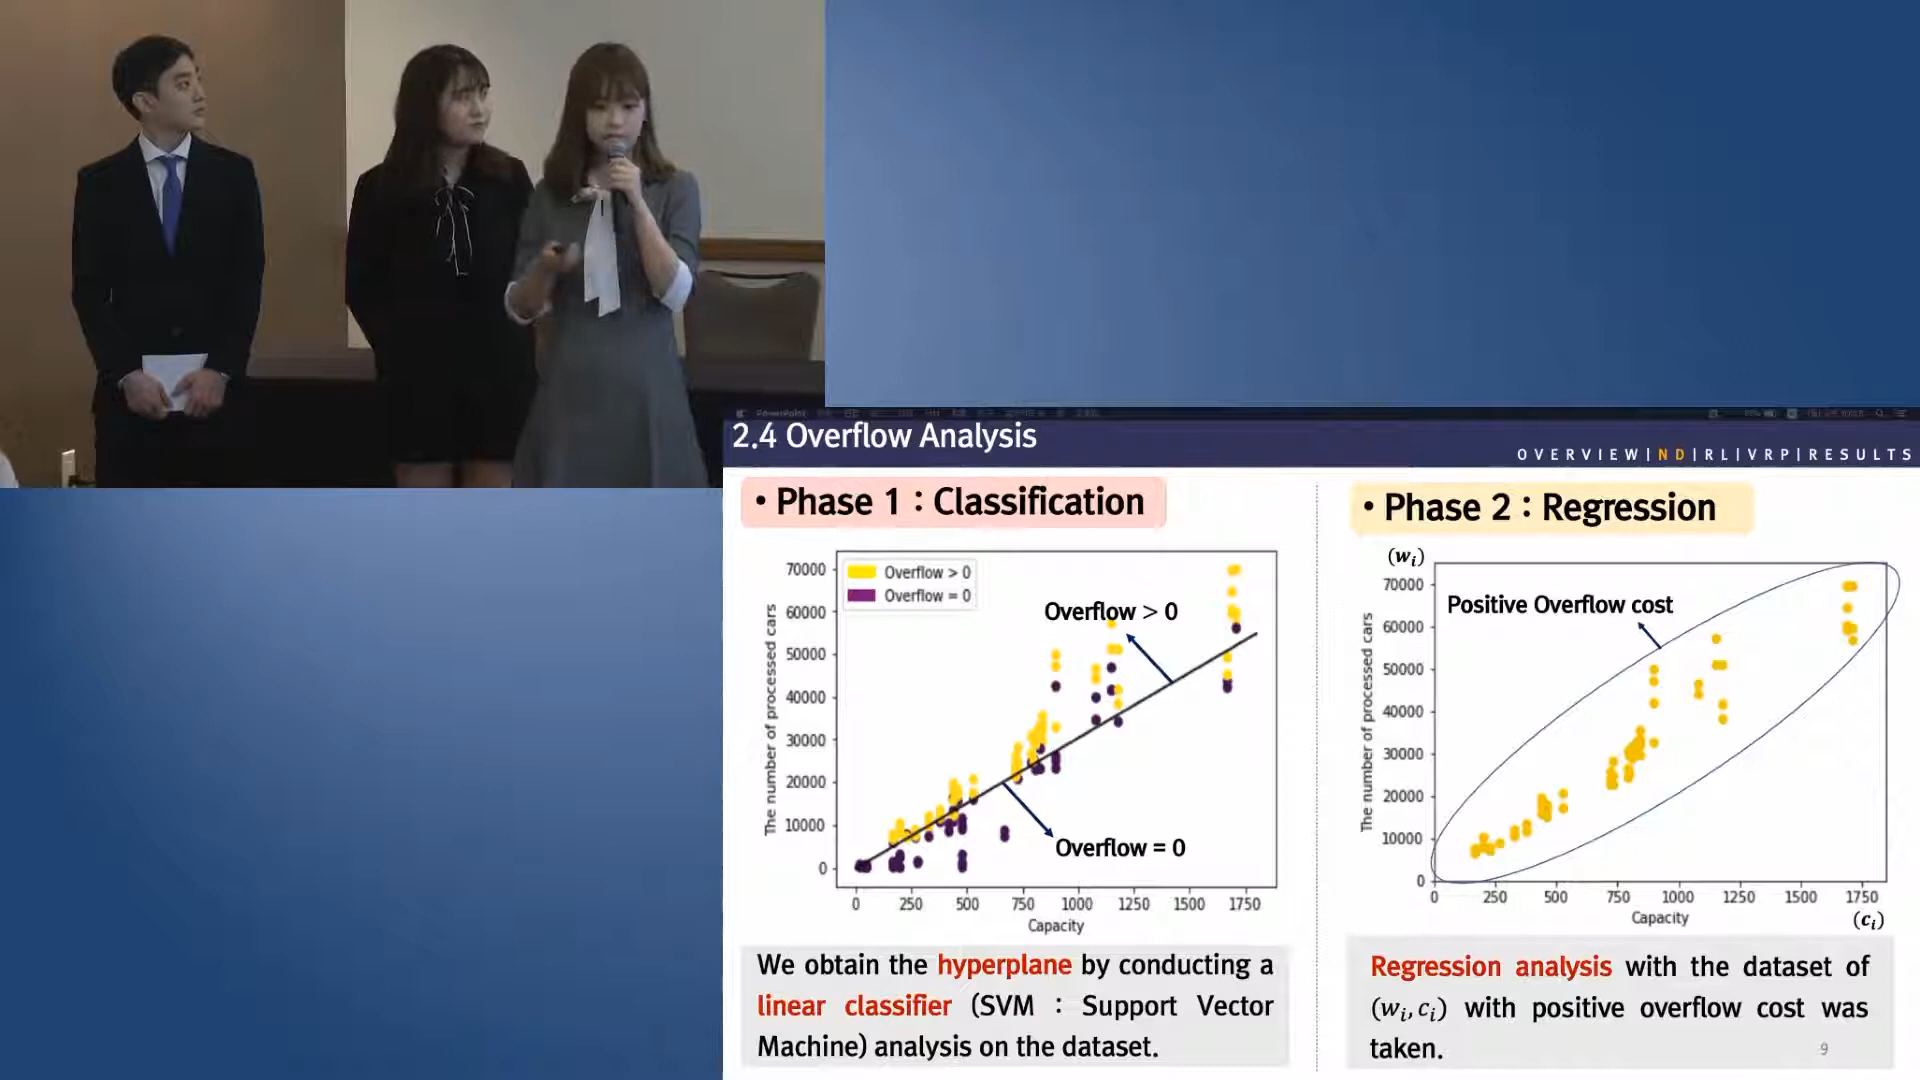 PowerPoint
2.4 Overflow Analysis
OVERVIEW|ND|RL|VRP|RESULTS
• Phase 1 : Classification
70000
60000
50000
40000
30000
20000
10000
0
The number of processed cars
Overflow > 0
Overflow = 0
Overflow > 0
Overflow = 0
0 250 500 750 1000 1250 1500 1750
Capacity
We obtain the hyperplane by conducting a
linear classifier (SVM : Support Vector
Machine) analysis on the dataset.
• Phase 2 : Regression
(wᵢ)
70000
60000
50000
40000
30000
20000
10000
0
The number of processed cars
Positive Overflow cost
0 250 500 750 1000 1250 1500 1750
Capacity
(cᵢ)
Regression analysis with the dataset of
(wᵢ, cᵢ) with positive overflow cost was
taken.
9